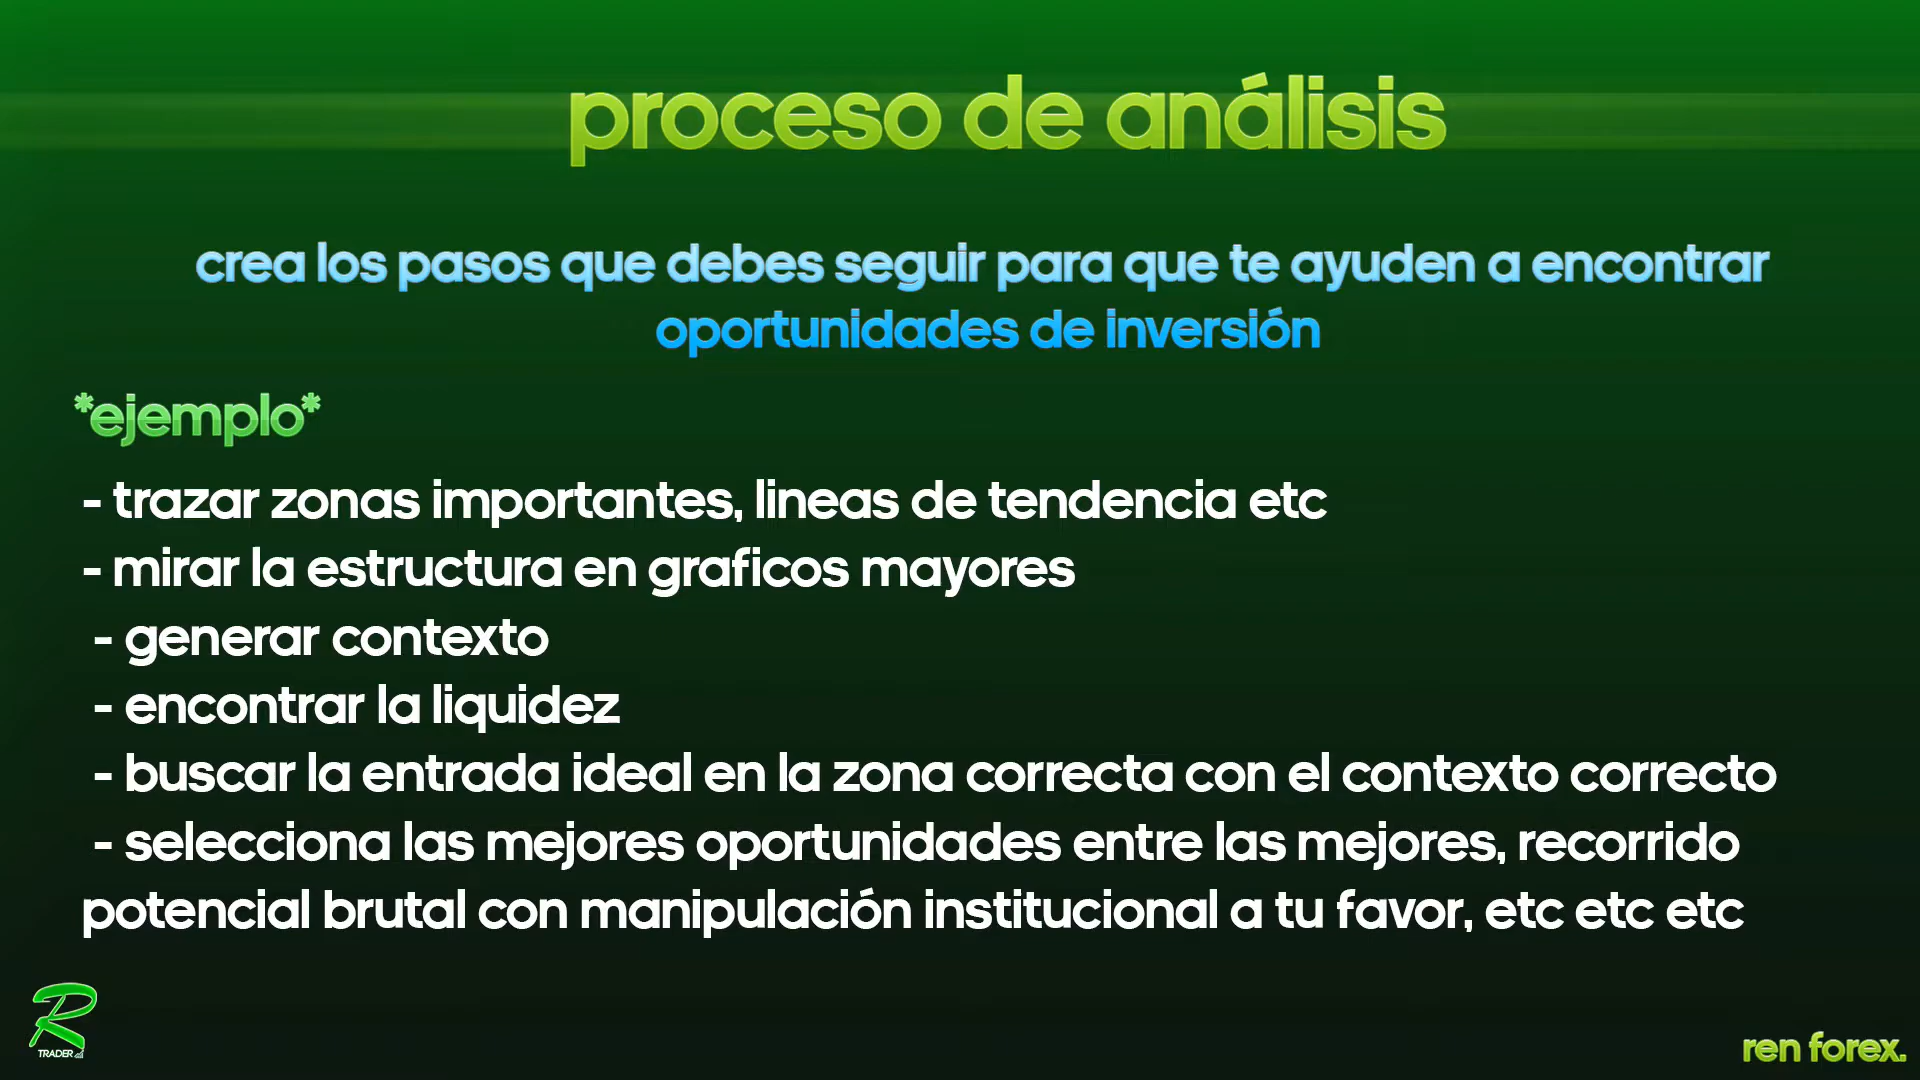 proceso de análisis
crea los pasos que debes seguir para que te ayuden a encontrar
oportunidades de inversión
*ejemplo*
- trazar zonas importantes, lineas de tendencia etc
- mirar la estructura en graficos mayores
- generar contexto
- encontrar la liquidez
- buscar la entrada ideal en la zona correcta con el contexto correcto
- selecciona las mejores oportunidades entre las mejores, recorrido
potencial brutal con manipulación institucional a tu favor, etc etc etc
R
TRADER
ren forex.